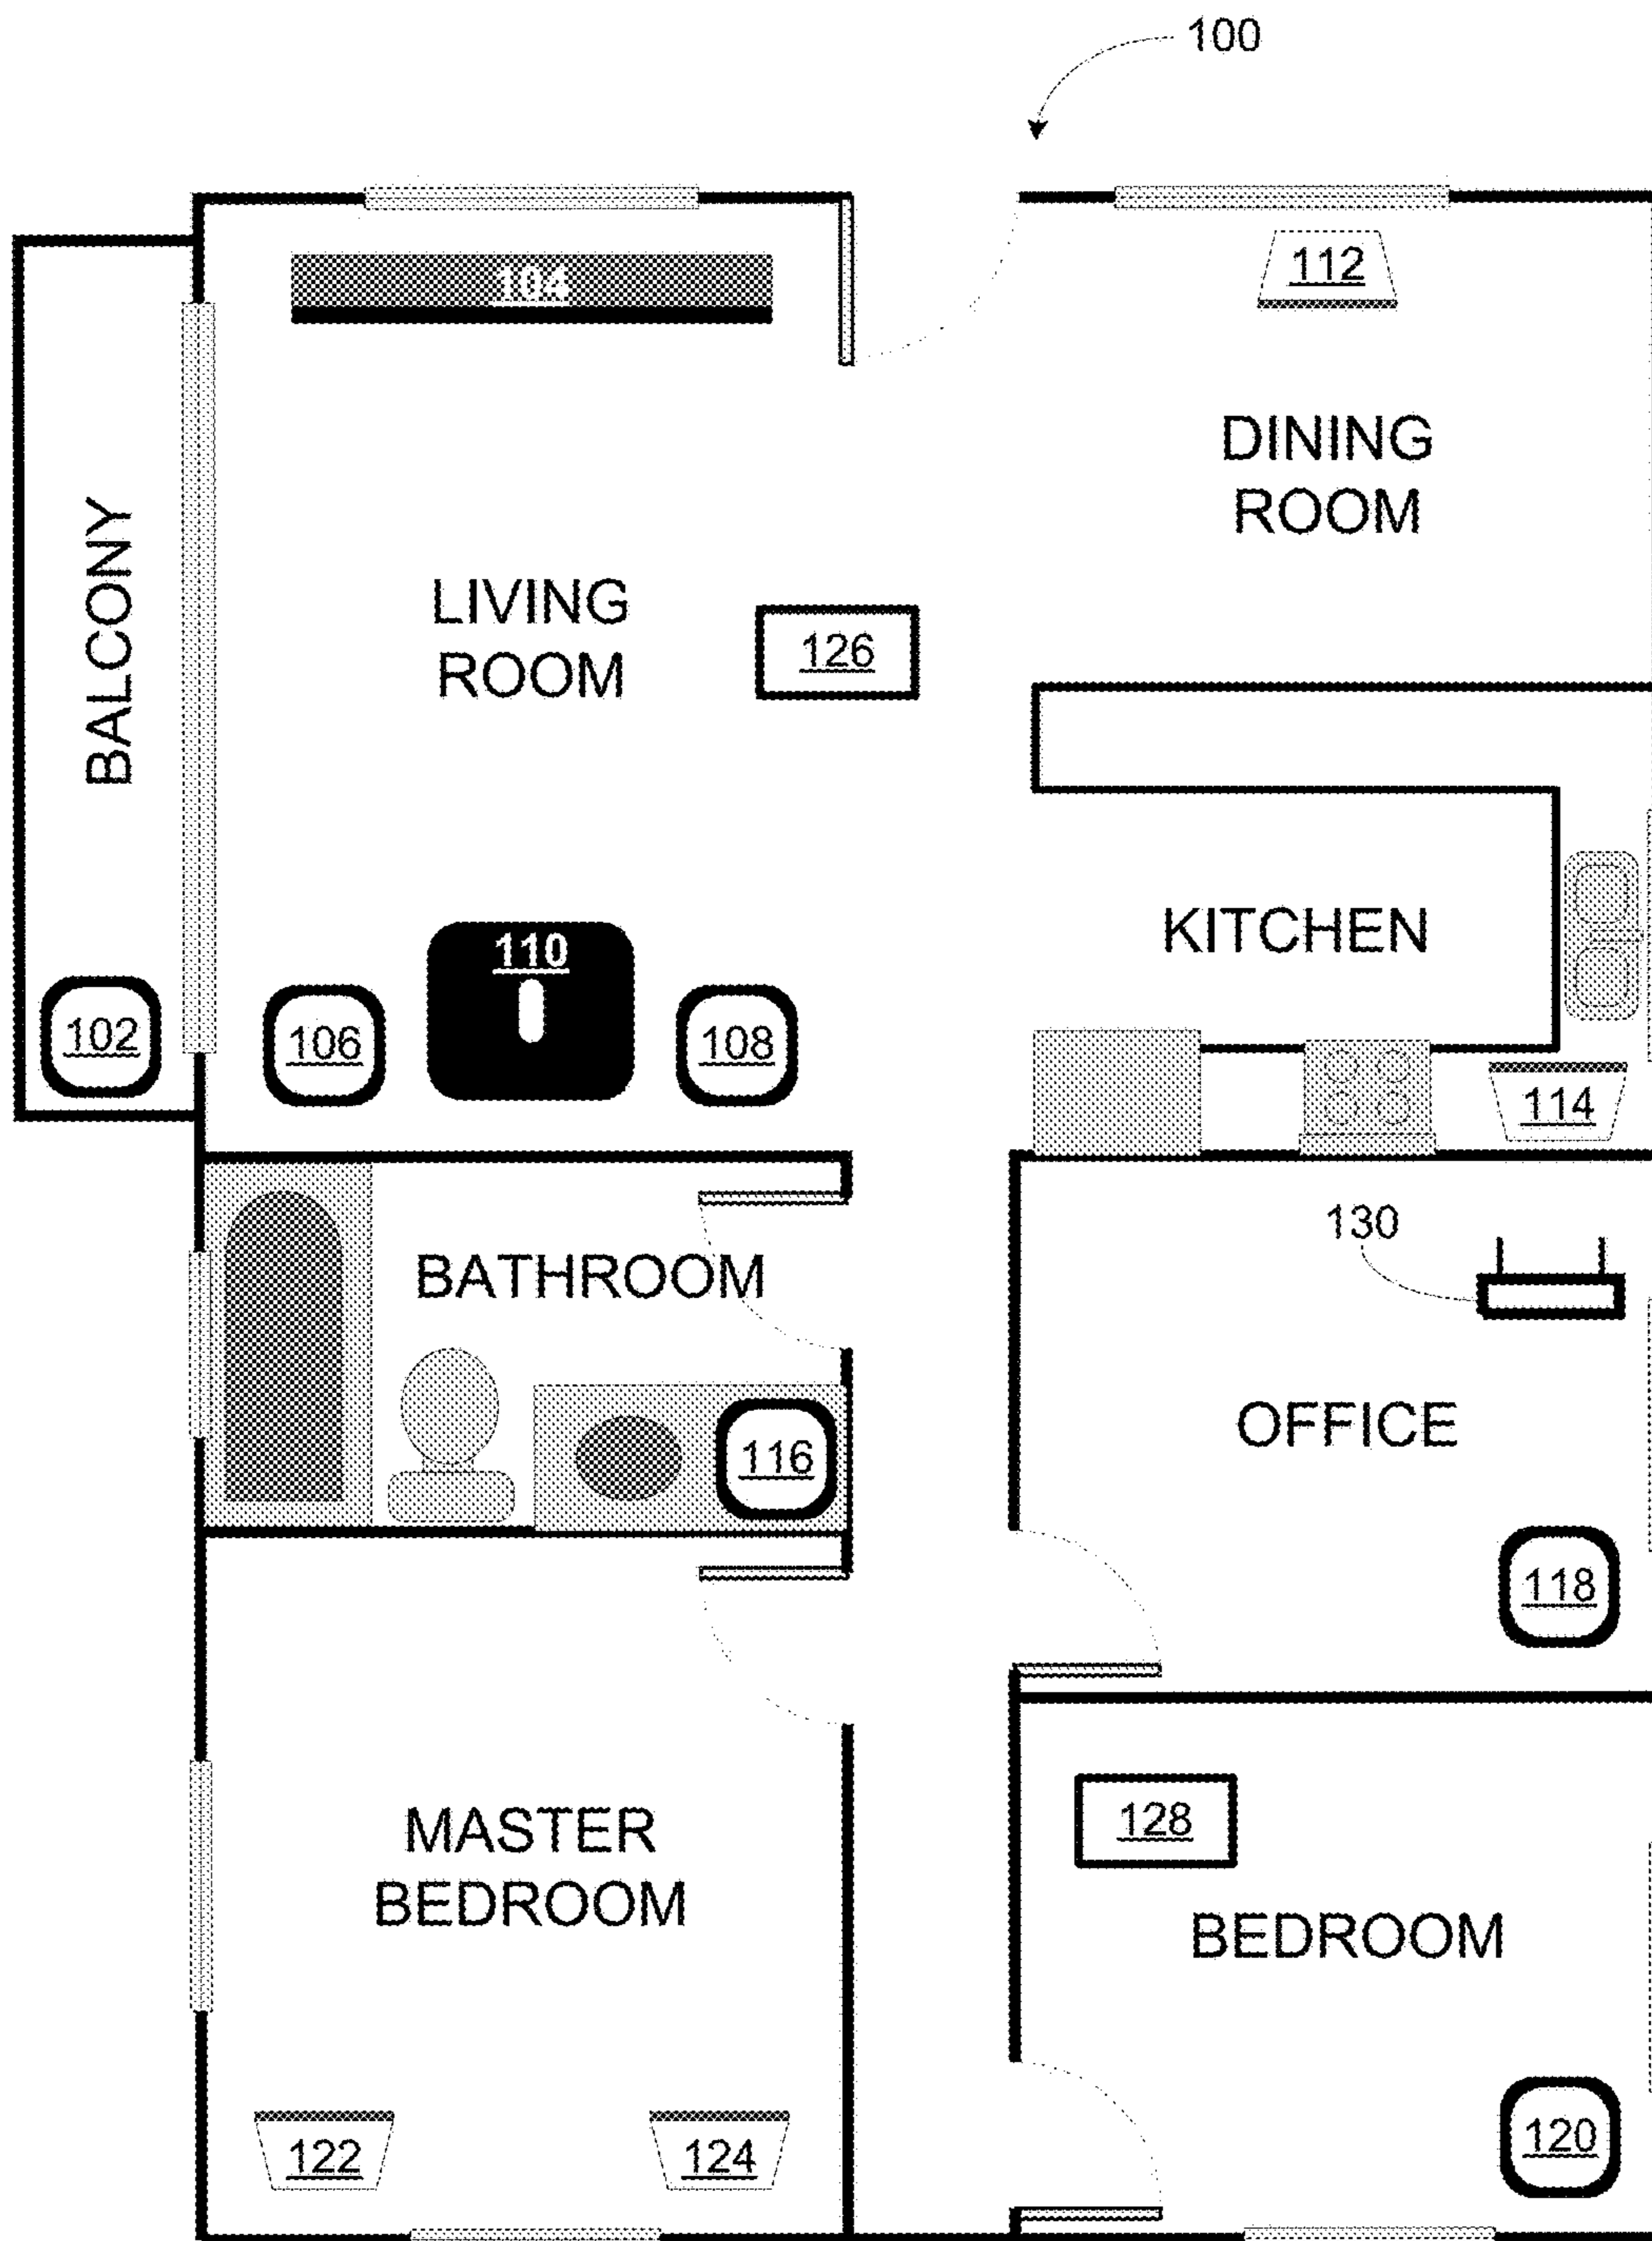 100
104
112
DINING
ROOM
BALCONY
LIVING
ROOM
126
110
KITCHEN
102
106
108
114
130
BATHROOM
OFFICE
116
118
MASTER
BEDROOM
128
BEDROOM
122
124
120